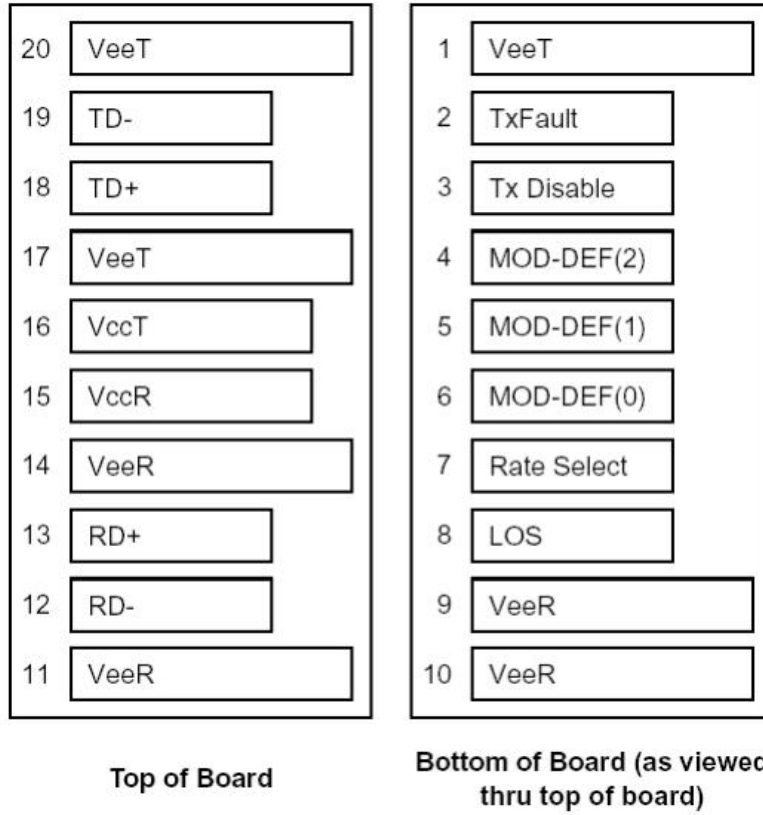 20 VeeT
19 TD-
18 TD+
17 VeeT
16 VccT
15 VccR
14 VeeR
13 RD+
12 RD-
11 VeeR
Top of Board
1 VeeT
2 TxFault
3 Tx Disable
4 MOD-DEF(2)
5 MOD-DEF(1)
6 MOD-DEF(0)
7 Rate Select
8 LOS
9 VeeR
10 VeeR
Bottom of Board (as viewed
thru top of board)